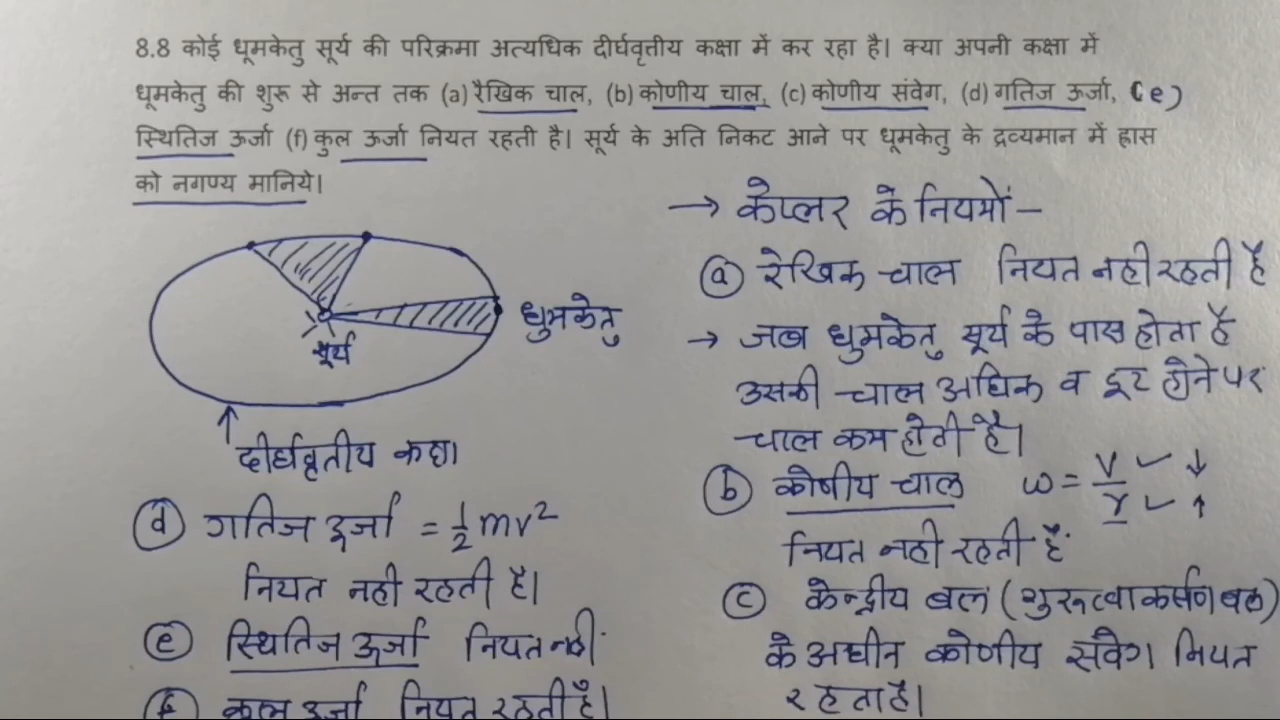 8.8 कोई धूमकेतु सूर्य की परिक्रमा अत्यधिक दीर्घवृत्तीय कक्षा में कर रहा है। क्या अपनी कक्षा में
धूमकेतु की शुरू से अन्त तक (a) रैखिक चाल, (b) कोणीय चाल, (c) कोणीय संवेग, (d) गतिज ऊर्जा, (e)
स्थितिज ऊर्जा (f) कुल ऊर्जा नियत रहती है। सूर्य के अति निकट आने पर धूमकेतु के द्रव्यमान में ह्रास
को नगण्य मानिये।
सूर्य
धुमकेतु
दीर्घवृतीय कक्षा
→ केप्लर के नियमों –
(a) रेखिक चाल नियत नही रहती है
→ जब धुमकेतु सूर्य के पास होता है
उसकी चाल अधिक व दूर होने पर
चाल कम होती है।
(b) कोणीय चाल ω = v/r ↓ ↑
नियत नही रहती है
(c) केन्द्रीय बल (गुरुत्वाकर्षण बल)
के अधीन कोणीय संवेग नियत
रहता है।
(d) गतिज ऊर्जा = 1/2 mv²
नियत नही रहती है।
(e) स्थितिज ऊर्जा नियत नही
(f) कुल ऊर्जा नियत रहती है।